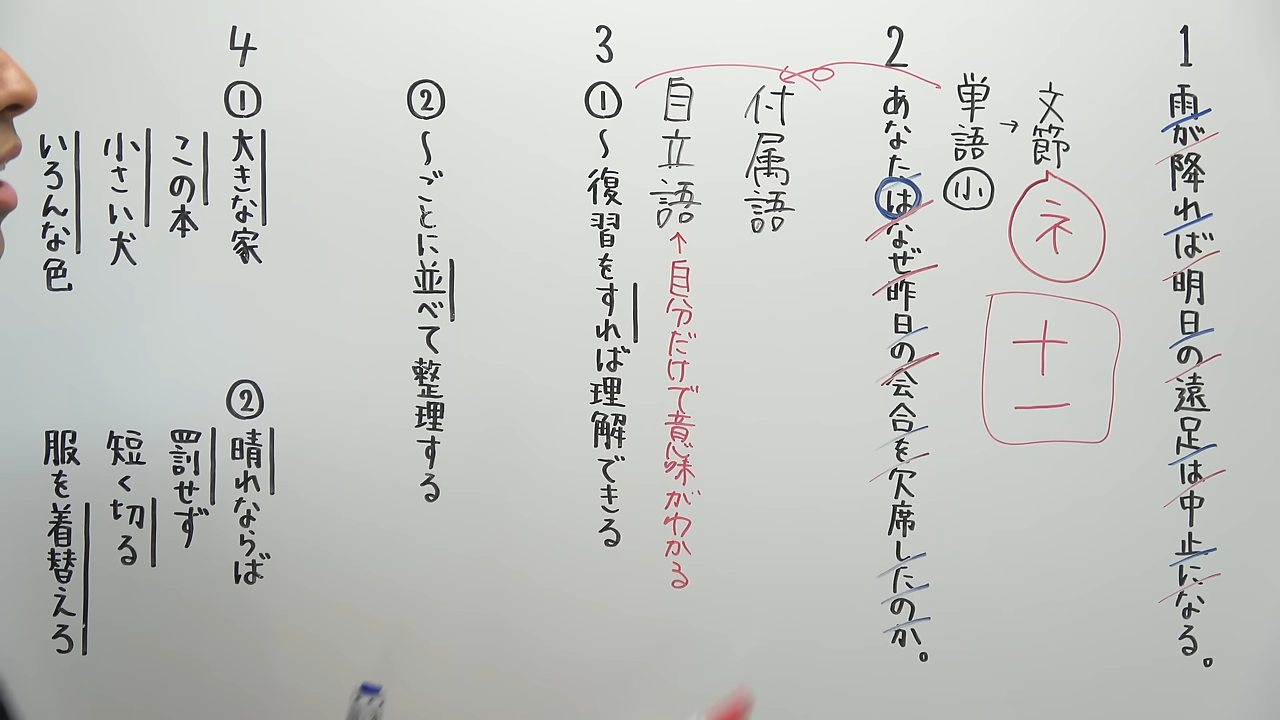 1
雨が降れば明日の遠足は中止になる。
文節
ネ
十一
単語→
小
2
あなたはなぜ昨日の会合を欠席したのか。
付属語
自立語
↑自分だけで意味がわかる
3
①〜復習をすれば理解できる
②〜ごとに並べて整理する
4
①大きな家
この本
小さい犬
いろんな色
②晴れならば
罰せず
短く切る
服を着替えろ